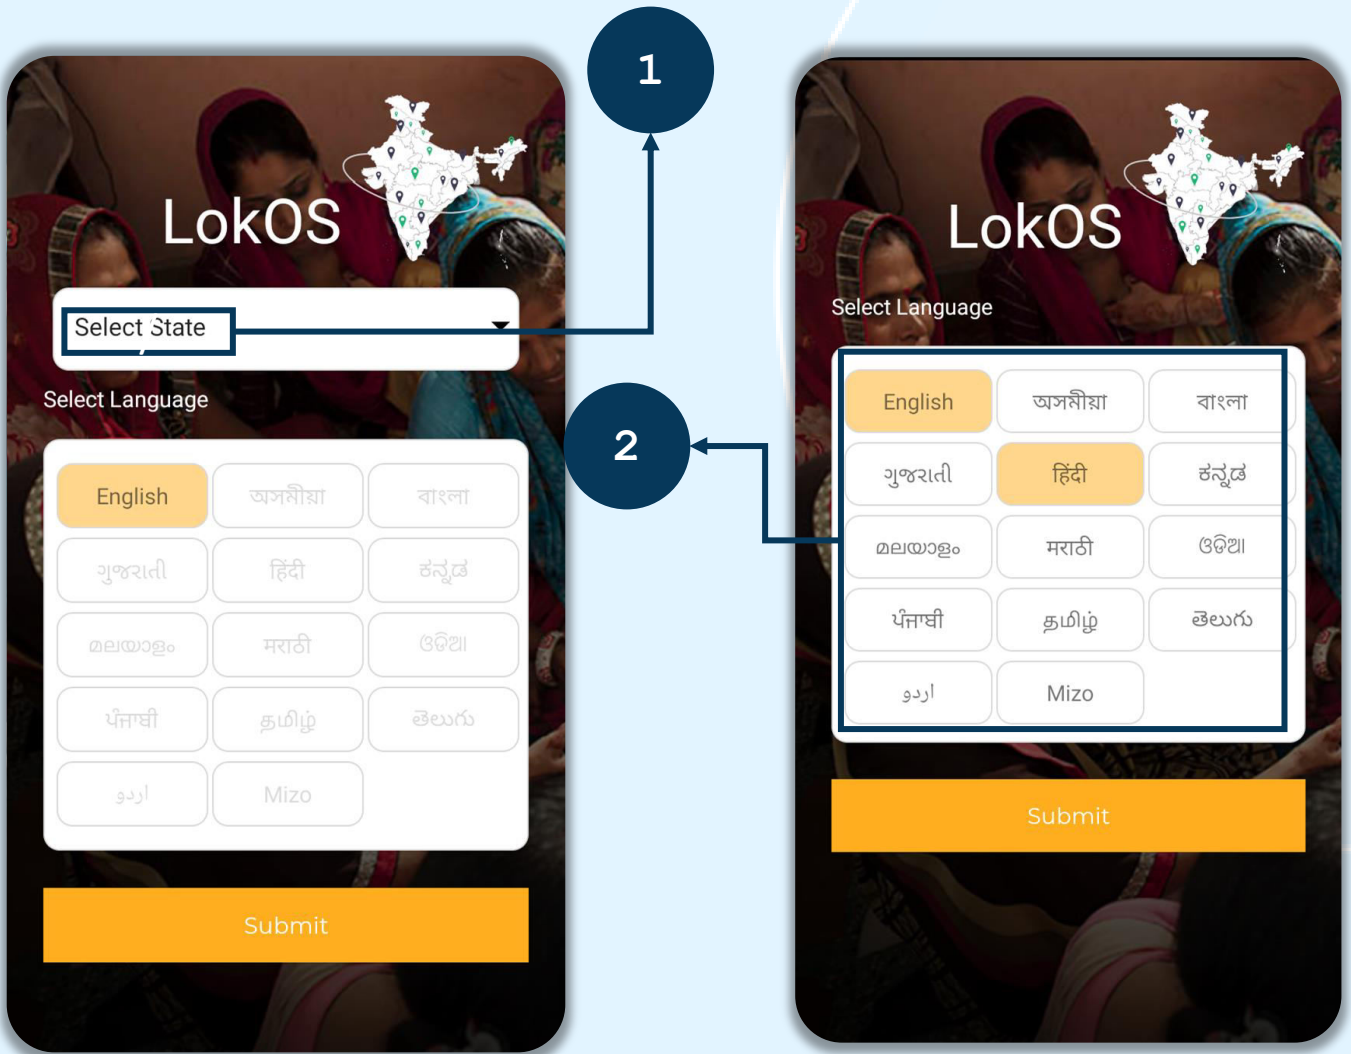 1
LokOS
Select State
Select Language
English অসমীয়া বাংলা
ગુજરાતી हिंदी ಕನ್ನಡ
മലയാളം मराठी ଓଡିଆ
ਪੰਜਾਬੀ தமிழ் తెలుగు
اردو Mizo
Submit
2
LokOS
Select Language
English অসমীয়া বাংলা
ગુજરાતી हिंदी ಕನ್ನಡ
മലയാളം मराठी ଓଡିଆ
ਪੰਜਾਬੀ தமிழ் తెలుగు
اردو Mizo
Submit